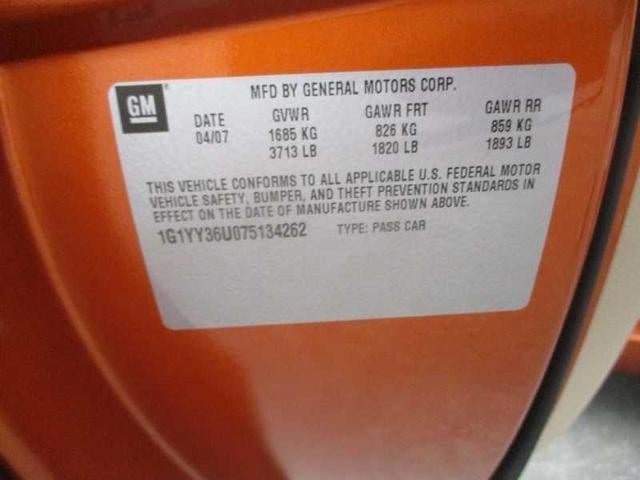 GM
MFD BY GENERAL MOTORS CORP.
DATE GVWR GAWR FRT GAWR RR
04/07 1685 KG 826 KG 859 KG
3713 LB 1820 LB 1893 LB
THIS VEHICLE CONFORMS TO ALL APPLICABLE U.S. FEDERAL MOTOR
VEHICLE SAFETY, BUMPER, AND THEFT PREVENTION STANDARDS IN
EFFECT ON THE DATE OF MANUFACTURE SHOWN ABOVE.
1G1YY36U075134262 TYPE: PASS CAR